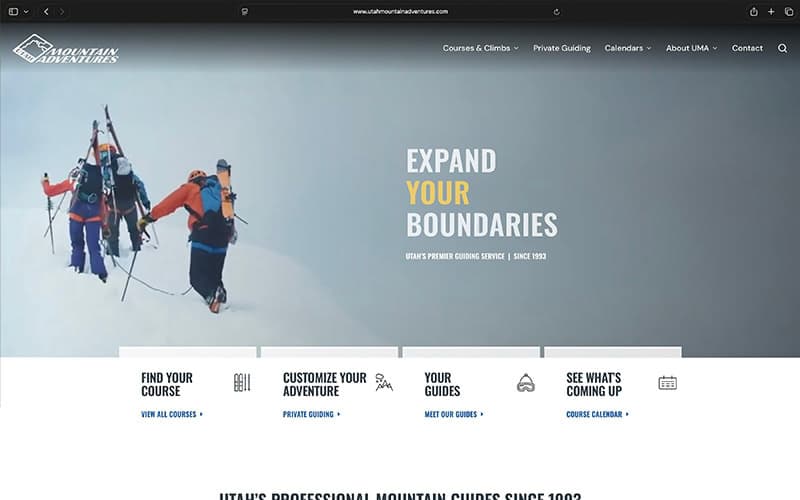 www.utahmountainadventures.com
MOUNTAIN
ADVENTURES
UTAH
Courses & Climbs
Private Guiding
Calendars
About UMA
Contact
EXPAND
YOUR
BOUNDARIES
UTAH'S PREMIER GUIDING SERVICE | SINCE 1993
FIND YOUR
COURSE
VIEW ALL COURSES
CUSTOMIZE YOUR
ADVENTURE
PRIVATE GUIDING
YOUR
GUIDES
MEET OUR GUIDES
SEE WHAT'S
COMING UP
COURSE CALENDAR
UTAH'S PROFESSIONAL MOUNTAIN GUIDES SINCE 1993